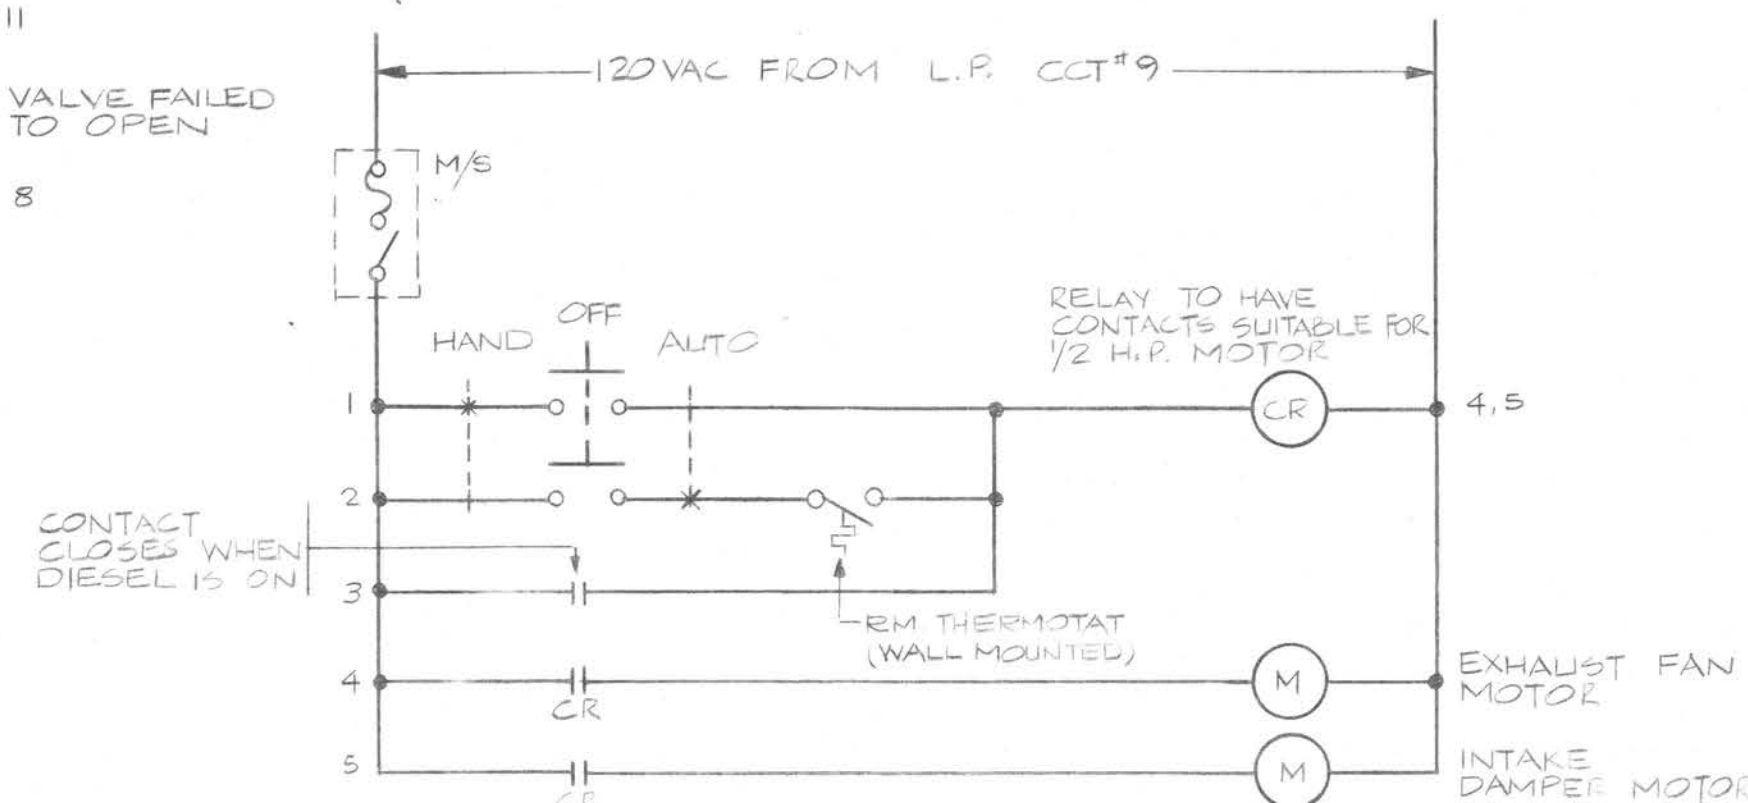 11
VALVE FAILED
TO OPEN
8
120VAC FROM L.P. CCT#9
M/S
HAND
OFF
AUTO
RELAY TO HAVE
CONTACTS SUITABLE FOR
1/2 H.P. MOTOR
1
CR
4,5
2
CONTACT
CLOSES WHEN
DIESEL IS ON
3
RM THERMOTAT
(WALL MOUNTED)
4
CR
M
EXHAUST FAN
MOTOR
5
CR
M
INTAKE
DAMPER MOTOR